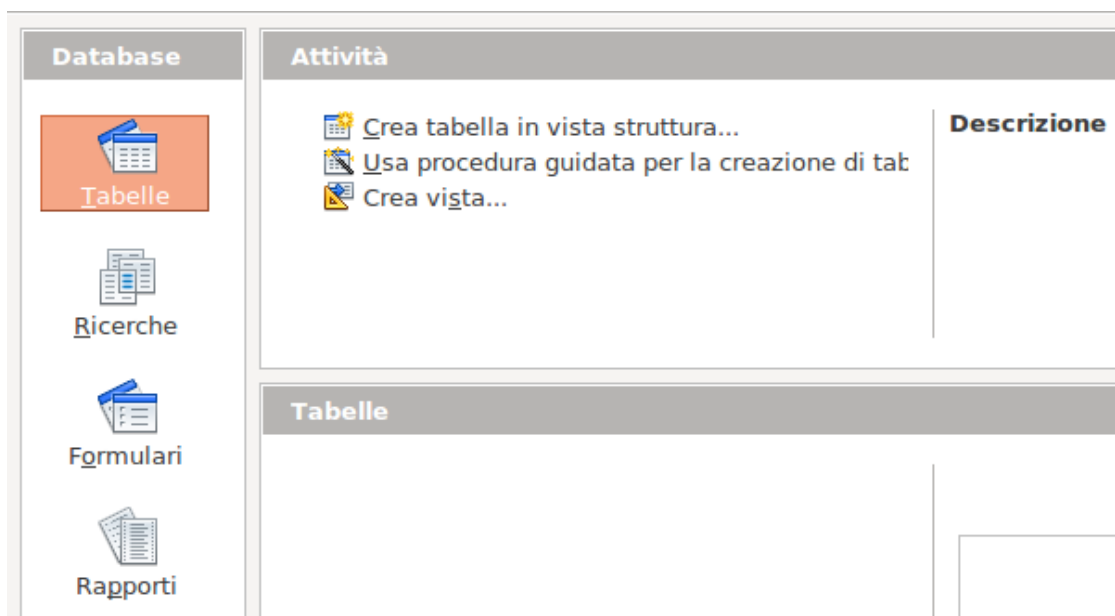 Database
Tabelle
Ricerche
Formulari
Rapporti
Attività
Crea tabella in vista struttura...
Usa procedura guidata per la creazione di tab
Crea vista...
Descrizione
Tabelle